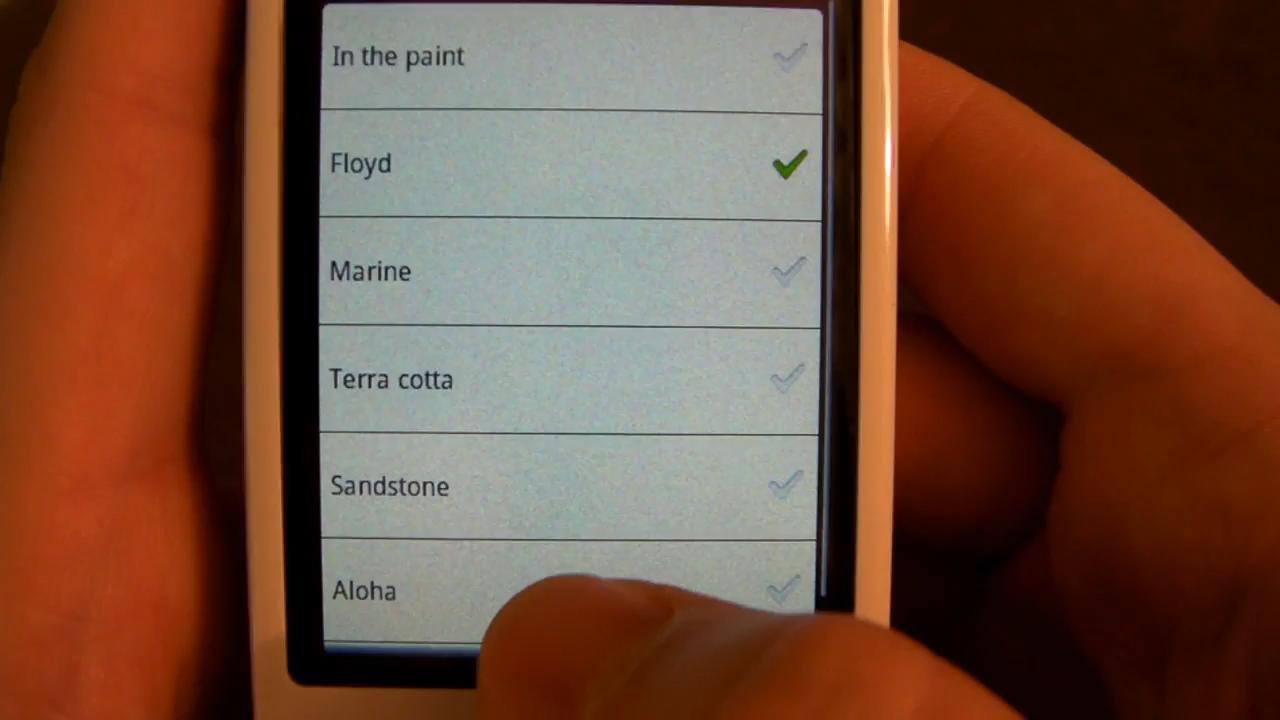 In the paint
Floyd
Marine
Terra cotta
Sandstone
Aloha